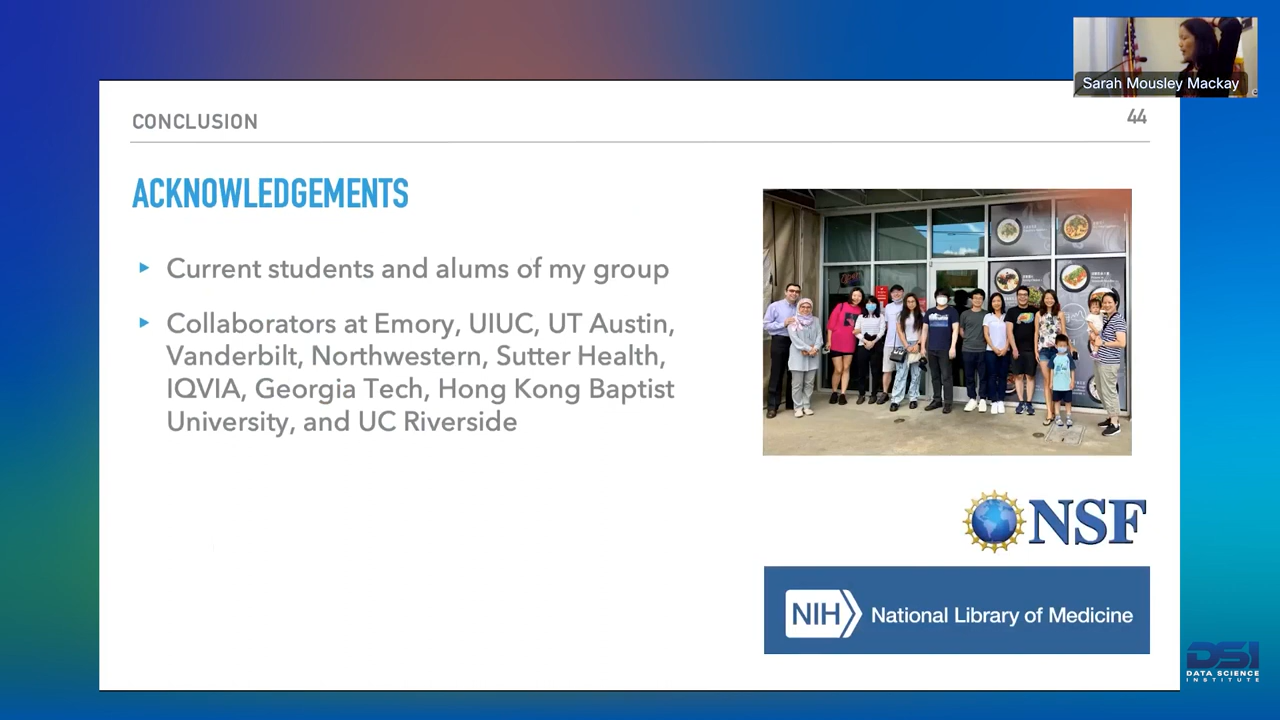 Sarah Mousley Mackay
CONCLUSION
44
ACKNOWLEDGEMENTS
Current students and alums of my group
Collaborators at Emory, UIUC, UT Austin,
Vanderbilt, Northwestern, Sutter Health,
IQVIA, Georgia Tech, Hong Kong Baptist
University, and UC Riverside
NSF
NIH
National Library of Medicine
DSI
DATA SCIENCE
INSTITUTE